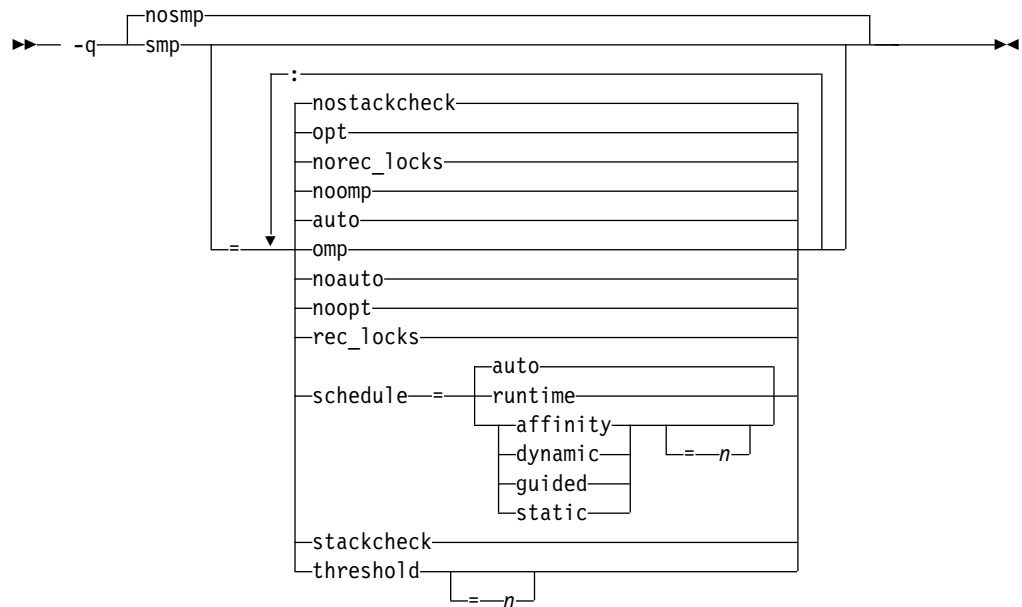 nosmp
-q smp
:
nostackcheck
opt
norec_locks
noomp
auto
= omp
noauto
noopt
rec_locks
auto
schedule = runtime
affinity
dynamic = n
guided
static
stackcheck
threshold
= n